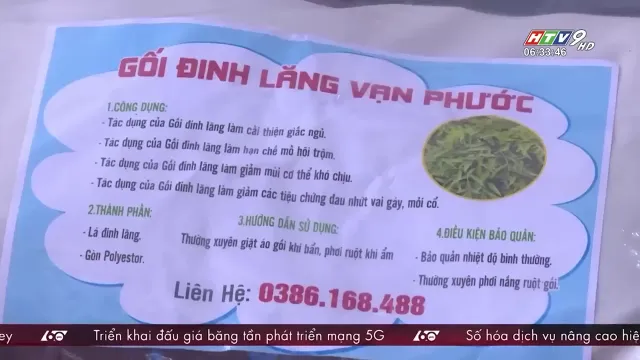 HTV9 HD
06:33:46
GỐI ĐINH LĂNG VẠN PHƯỚC
1.CÔNG DỤNG:
- Tác dụng của Gối đinh lăng làm cải thiện giấc ngủ.
- Tác dụng của Gối đinh lăng làm hạn chế mồ hôi trộm.
- Tác dụng của Gối đinh lăng làm giảm mùi cơ thể khó chịu.
- Tác dụng của Gối đinh lăng làm giảm các tiệu chứng đau nhứt vai gáy, mỏi cổ.
2.THÀNH PHẦN:
- Lá đinh lăng.
- Gòn Polyestor.
3.HƯỚNG DẪN SỬ DỤNG:
Thường xuyên giặt áo gối khi bẩn, phơi ruột khi ẩm
4.ĐIỀU KIỆN BẢO QUẢN:
- Bảo quản nhiệt độ bình thường.
- Thường xuyên phơi nắng ruột gối.
Liên Hệ: 0386.168.488
ey 60 Triển khai đấu giá băng tần phát triển mạng 5G 60 Số hóa dịch vụ nâng cao hiệ